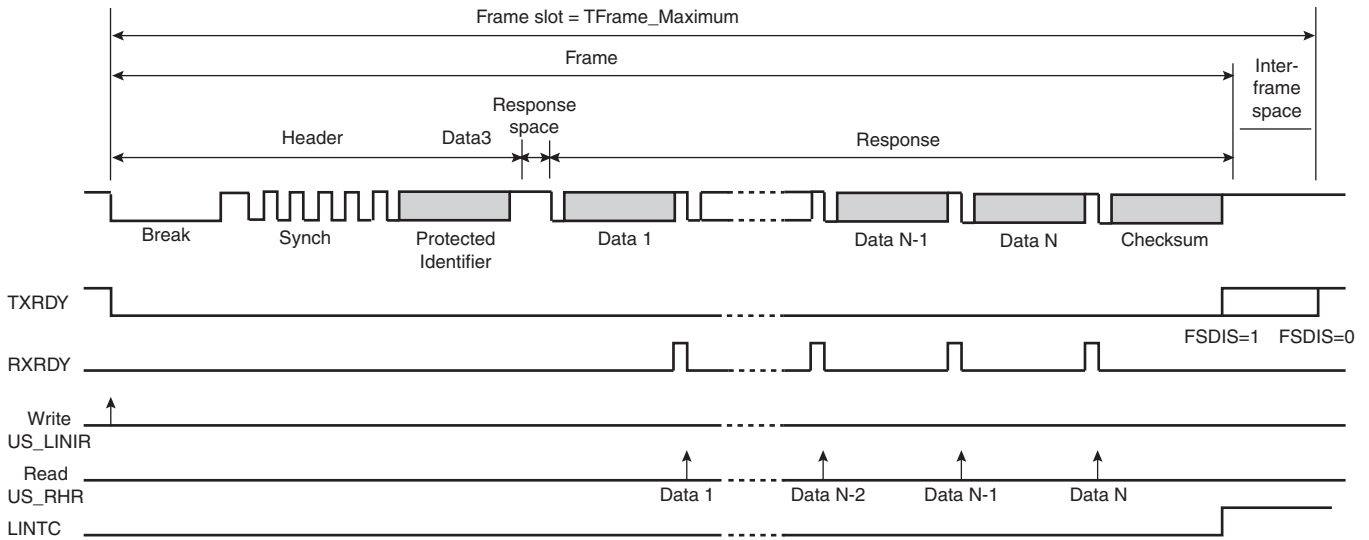 Frame slot = TFrame_Maximum
Frame
Inter-
frame
space
Response
space
Header
Data3
Response
Break
Synch
Protected
Identifier
Data 1
Data N-1
Data N
Checksum
TXRDY
FSDIS=1
FSDIS=0
RXRDY
Write
US_LINIR
Read
US_RHR
Data 1
Data N-2
Data N-1
Data N
LINTC